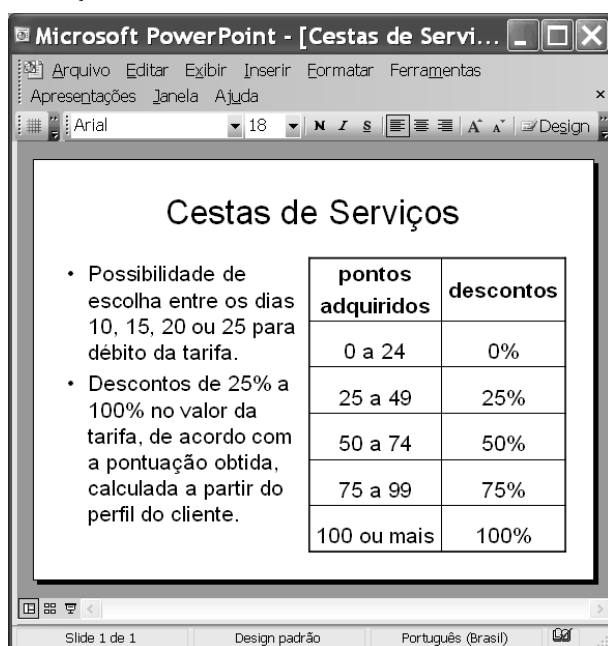 Microsoft PowerPoint - [Cestas de Servi...
Arquivo Editar Exibir Inserir Formatar Ferramentas
Apresentações Janela Ajuda
Arial 18 N I S Design
Cestas de Serviços
• Possibilidade de
escolha entre os dias
10, 15, 20 ou 25 para
débito da tarifa.
• Descontos de 25% a
100% no valor da
tarifa, de acordo com
a pontuação obtida,
calculada a partir do
perfil do cliente.
pontos
adquiridos
descontos
0 a 24 0%
25 a 49 25%
50 a 74 50%
75 a 99 75%
100 ou mais 100%
Slide 1 de 1 Design padrão Português (Brasil)